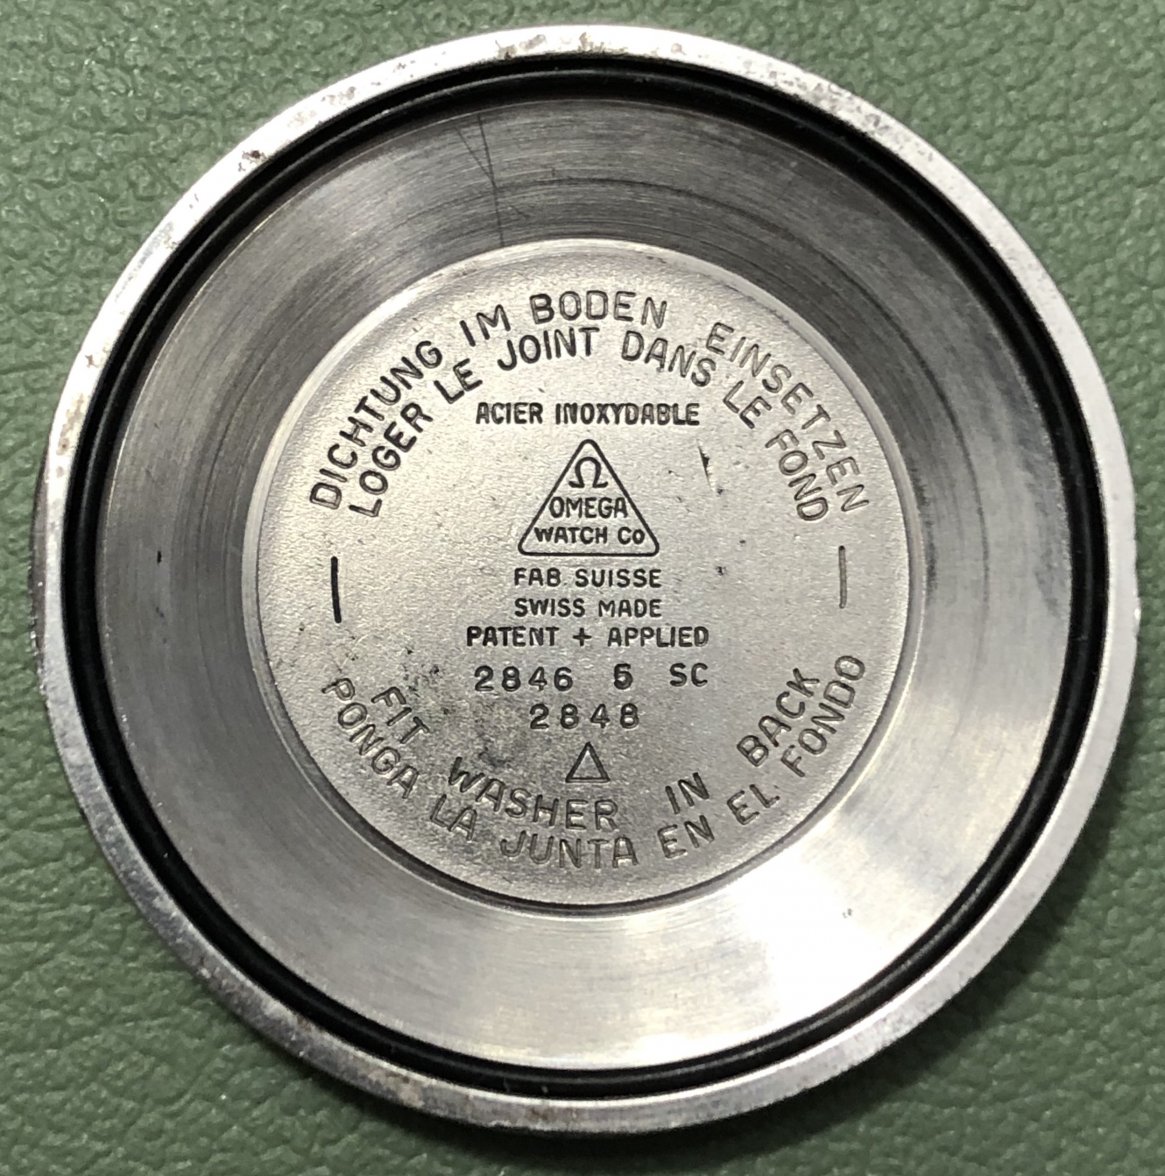 DICHTUNG IM BODEN EINSETZEN
LOGER LE JOINT DANS LE FOND
ACIER INOXYDABLE
Ω
OMEGA
WATCH CO
FAB. SUISSE
SWISS MADE
PATENT + APPLIED
2846 6 SC
2848
FIT WASHER IN BACK
PONGA LA JUNTA EN EL FONDO